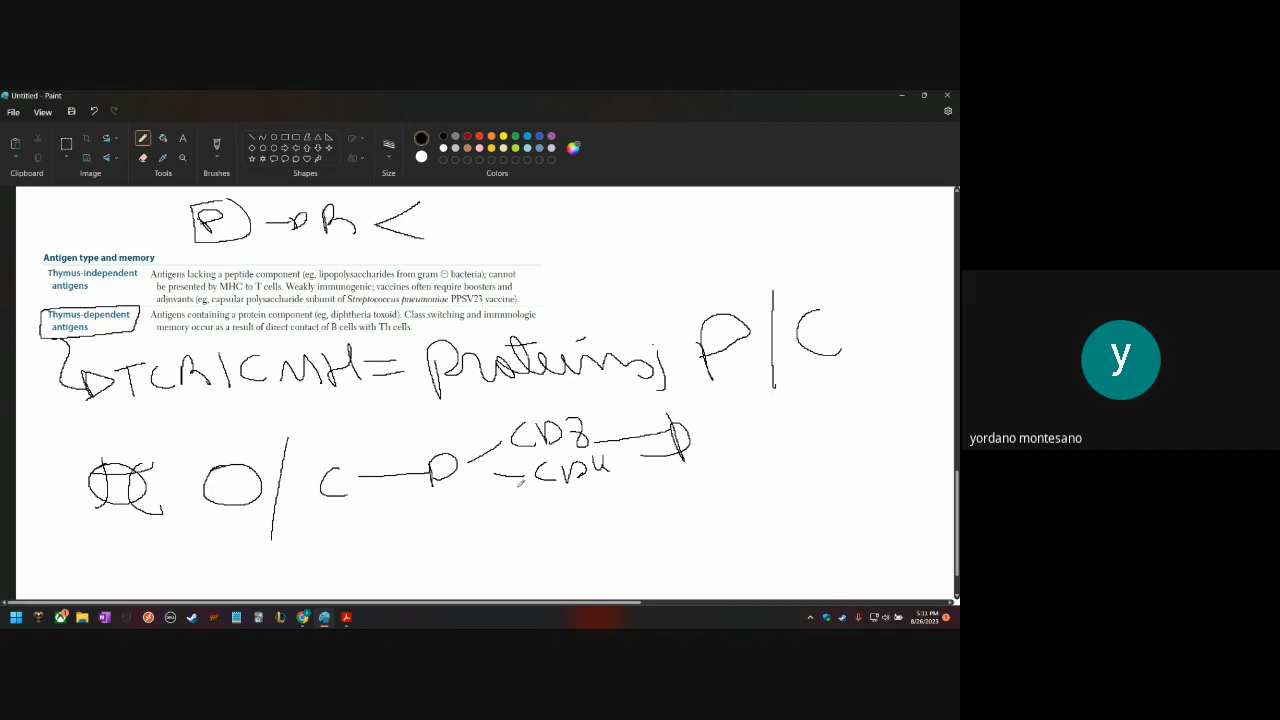 Untitled - Paint
File View
Clipboard Image Tools Brushes Shapes Size Colors
P → R <
Antigen type and memory
Thymus-independent antigens
Antigens lacking a peptide component (eg, lipopolysaccharides from gram ⊖ bacteria); cannot
be presented by MHC to T cells. Weakly immunogenic; vaccines often require boosters and
adjuvants (eg, capsular polysaccharide subunit of Streptococcus pneumoniae PPSV23 vaccine).
Thymus-dependent antigens
Antigens containing a protein component (eg, diphtheria toxoid). Class switching and immunologic
memory occur as a result of direct contact of B cells with Th cells.
TCR/CMH = proteins; P/C
C — P
CD8
CD4
y
yordano montesano
5:11 PM
8/26/2023